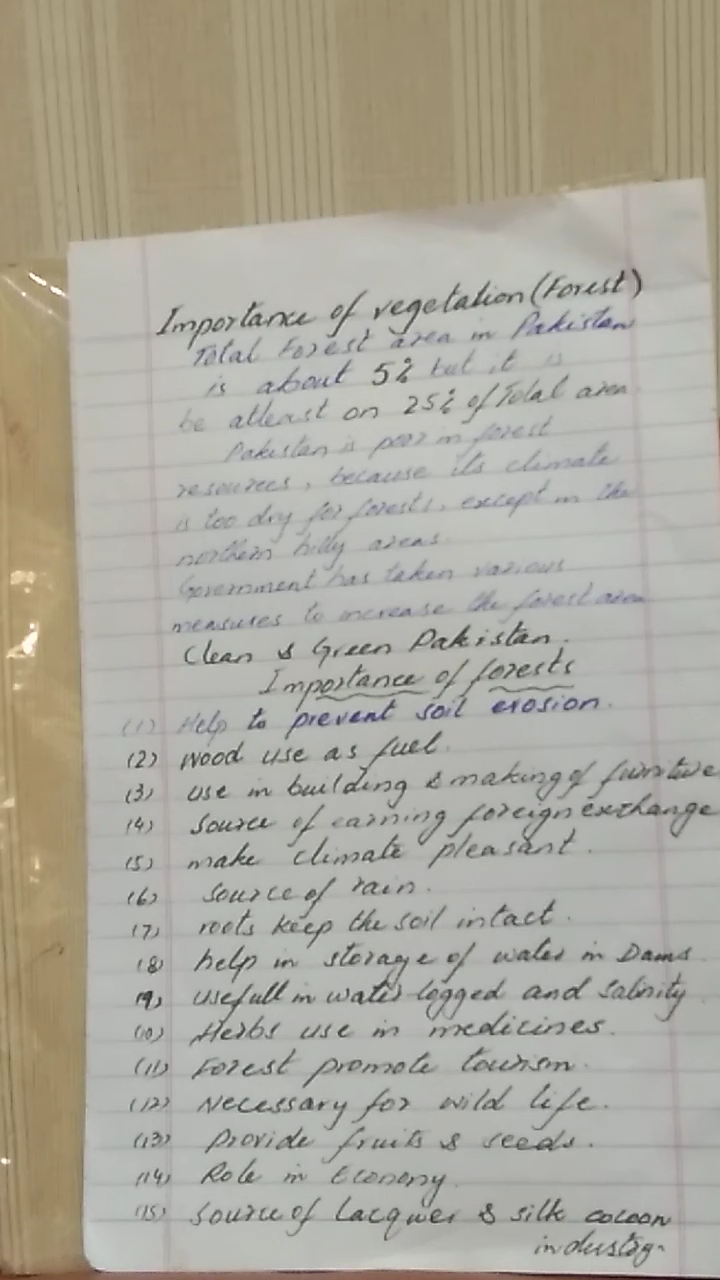 Importance of vegetation (Forest)
Total Forest area in Pakistan
is about 5% but it is
be atleast on 25% of Total area
Pakistan is poor in forest
resources, because its climate
is too dry for forests, except in the
northern hilly areas.
Government has taken various
measures to increase the forest area
Clean & Green Pakistan.
Importance of forests
(1) Help to prevent soil erosion.
(2) wood use as fuel.
(3) use in building & making of furniture
(4) Source of earning foreign exchange
(5) make climate pleasant.
(6) Source of rain.
(7) roots keep the soil intact.
(8) help in storage of water in Dams
(9) usefull in water logged and Salinity
(10) Herbs use in medicines.
(11) Forest promote tourism.
(12) Necessary for wild life.
(13) Provide fruits & seeds.
(14) Role in Economy.
(15) Source of Lacquer & silk cocoon
industry.